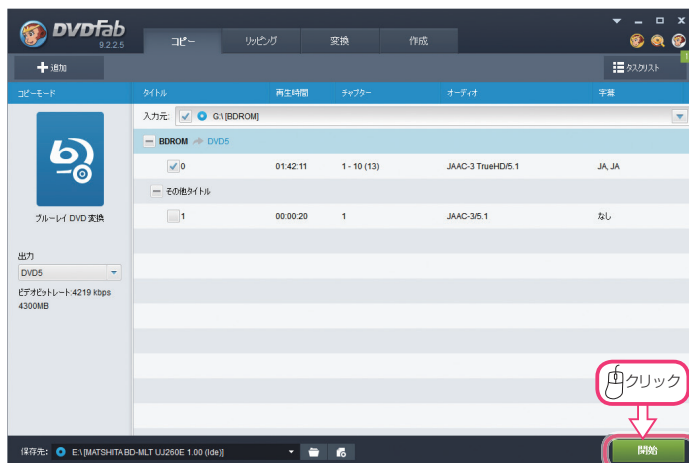 DVDFab
9.2.2.5
コピー リッピング 変換 作成
追加
タスクリスト 1
コピーモード タイトル 再生時間 チャプター オーディオ 字幕
入力元: G:\ [BDROM]
BDROM DVD5
0 01:42:11 1 - 10 (13) JAAC-3 TrueHD/5.1 JA, JA
その他タイトル
1 00:00:20 1 JAAC-3/5.1 なし
ブルーレイ DVD 変換
出力
DVD5
ビデオビットレート:4219 kbps
4300MB
クリック
保存先: E:\ [MATSHITA BD-MLT UJ260E 1.00 (Ide)]
開始